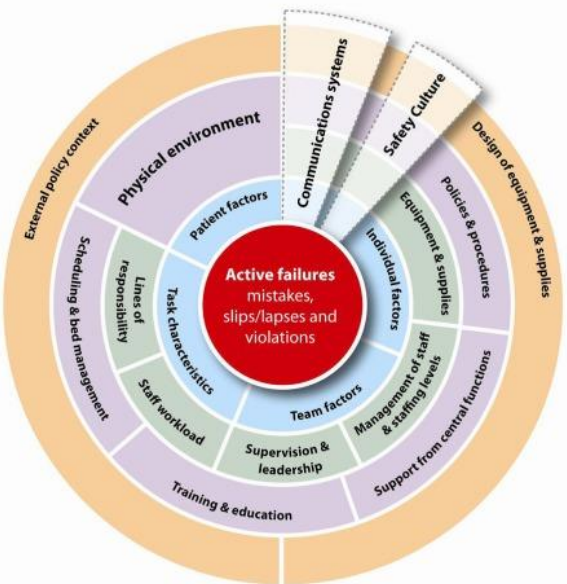 Active failures
mistakes,
slips/lapses and
violations
Communications systems
Safety Culture
Patient factors
Individual factors
Team factors
Task characteristics
Equipment & supplies
Management of staff
& staffing levels
Supervision &
leadership
Staff workload
Lines of
responsibility
Physical environment
Policies & procedures
Support from central functions
Training & education
Scheduling & bed management
External policy context
Design of equipment & supplies